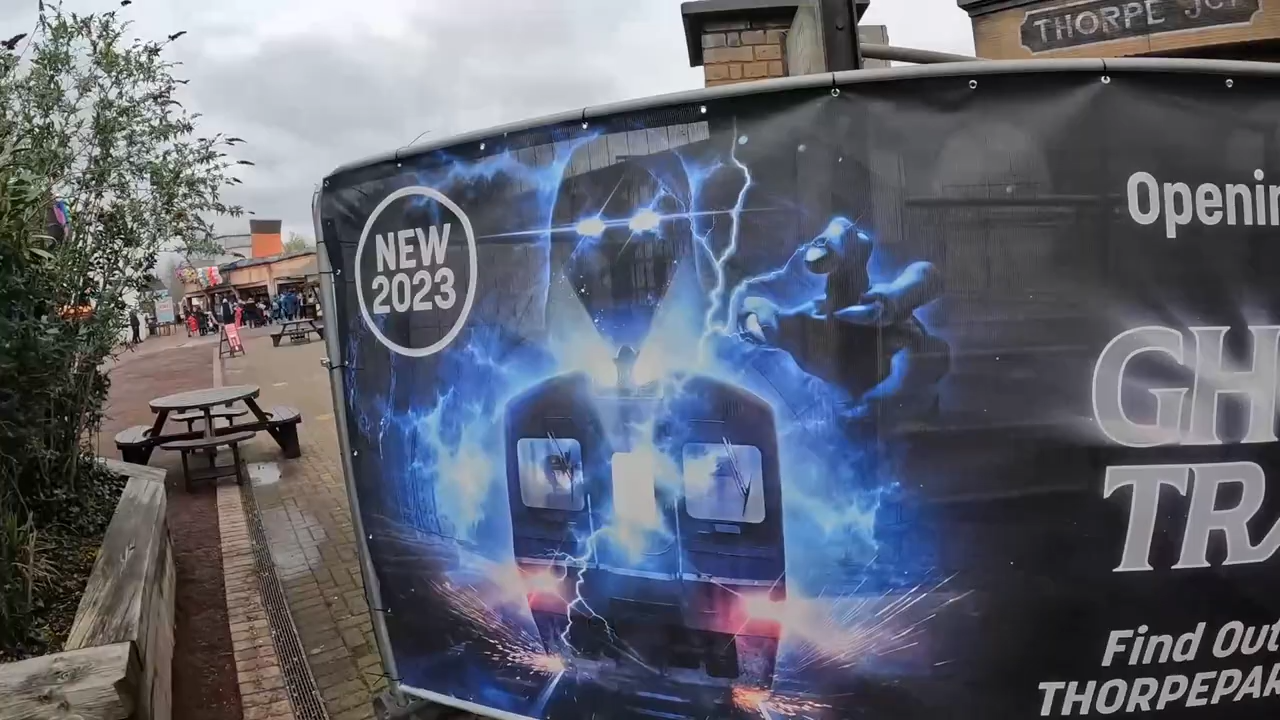 THORPE JCT
NEW
2023
Openin
GH
TRA
Find Out
THORPEPAR